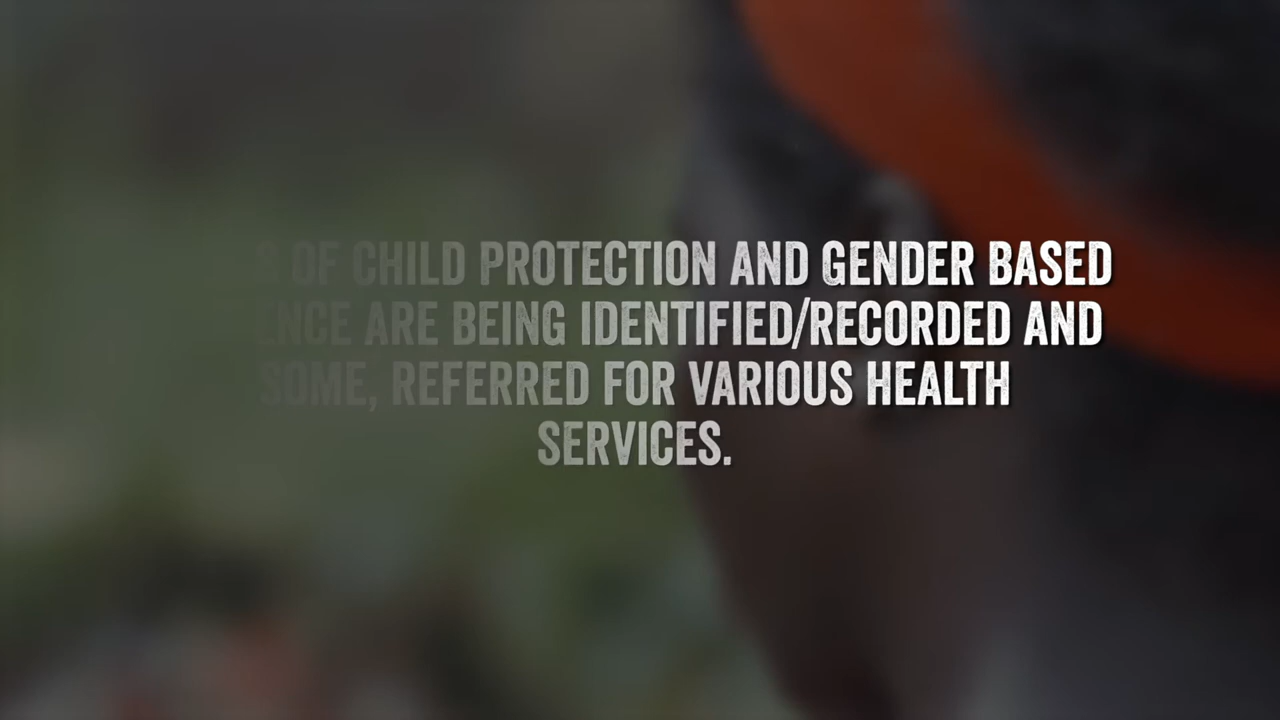 OF CHILD PROTECTION AND GENDER BASED
ARE BEING IDENTIFIED/RECORDED AND
SOME, REFERRED FOR VARIOUS HEALTH
SERVICES.